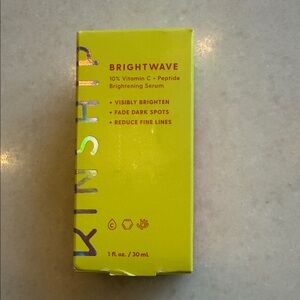 KINSHIP
BRIGHTWAVE
10% Vitamin C + Peptide
Brightening Serum
+ VISIBLY BRIGHTEN
+ FADE DARK SPOTS
+ REDUCE FINE LINES
C
1 fl. oz. / 30 mL